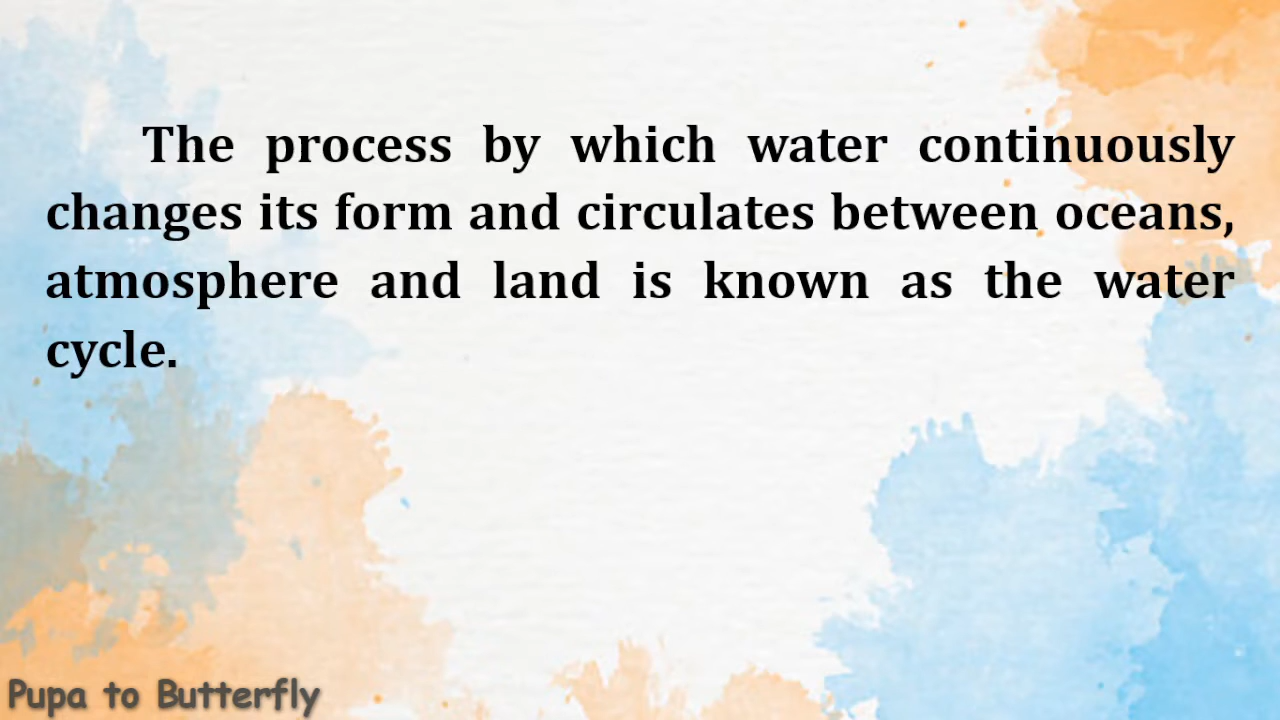 The process by which water continuously
changes its form and circulates between oceans,
atmosphere and land is known as the water
cycle.
Pupa to Butterfly